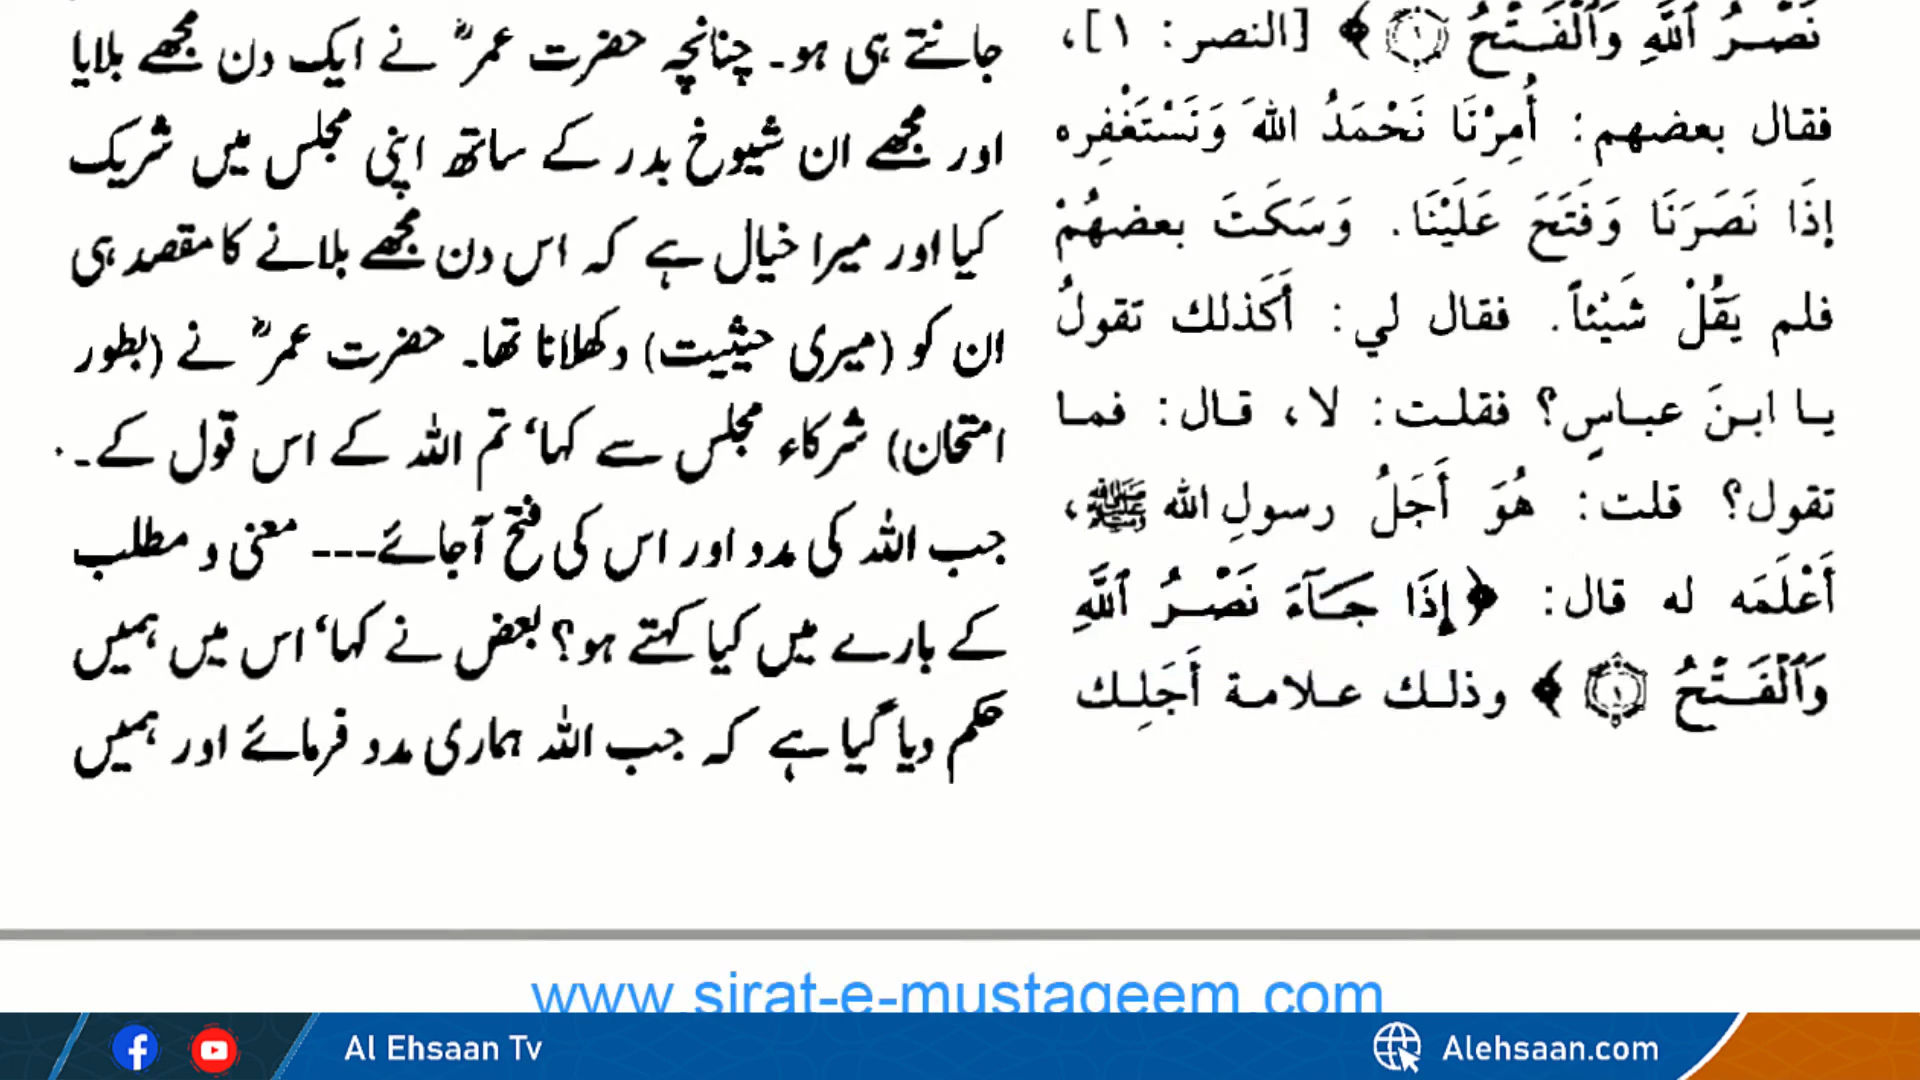 نَصْرُ ٱللَّهِ وَٱلْفَتْحُ ﴿١﴾ [النصر: ١]،
فقال بعضهم: أُمِرْنَا نَحْمَدُ اللهَ وَنَسْتَغْفِره
إذَا نَصَرَنَا وَفَتَحَ عَلَيْنَا. وَسَكَتَ بعضهُمْ
فلم يَقُلْ شَيْئاً. فقال لي: أَكَذلك تقولُ
يا ابنَ عباسٍ؟ فقلت: لا، قال: فما
تقول؟ قلت: هُوَ أَجَلُ رسولِ الله ﷺ،
أَعْلَمَه له قال: ﴿إِذَا جَآءَ نَصْرُ ٱللَّهِ
وَٱلْفَتْحُ ﴿١﴾﴾ وذلك علامة أَجَلِك
جانتے ہی ہو۔ چنانچہ حضرت عمرؓ نے ایک دن مجھے بلایا
اور مجھے ان شیوخ بدر کے ساتھ اپنی مجلس میں شریک
کیا اور میرا خیال ہے کہ اس دن مجھے بلانے کا مقصد ہی
ان کو (میری حیثیت) دکھلانا تھا۔ حضرت عمرؓ نے (بطور
امتحان) شرکاء مجلس سے کہا، تم اللہ کے اس قول کے۔
جب اللہ کی مدد اور اس کی فتح آجائے--- معنی و مطلب
کے بارے میں کیا کہتے ہو؟ بعض نے کہا، اس میں ہمیں
حکم دیا گیا ہے کہ جب اللہ ہماری مدد فرمائے اور ہمیں
www.sirat-e-mustaqeem.com
Al Ehsaan Tv
Alehsaan.com